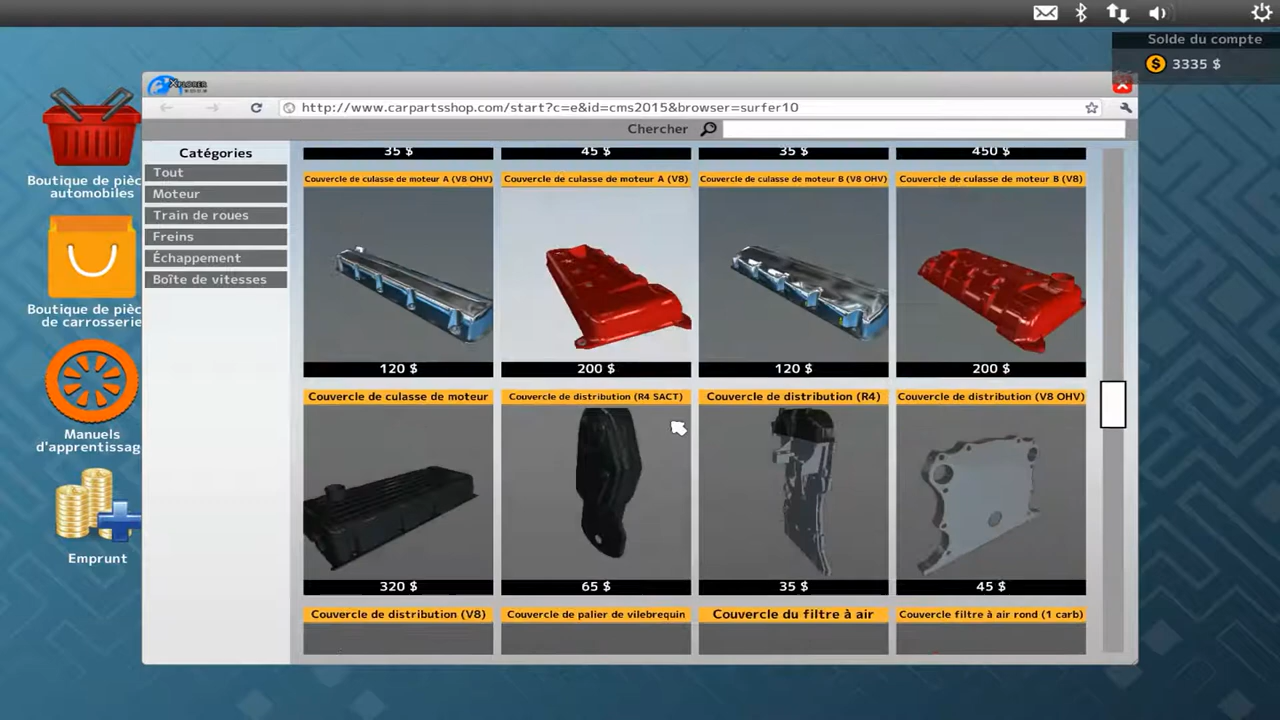 Solde du compte
3335 $
XPLORER
http://www.carpartsshop.com/start?c=e&id=cms2015&browser=surfer10
Chercher
Catégories
Tout
Moteur
Train de roues
Freins
Échappement
Boîte de vitesses
Boutique de pièc
automobiles
Boutique de pièc
de carrosserie
Manuels
d'apprentissag
Emprunt
35 $ 45 $ 35 $ 450 $
Couvercle de culasse de moteur A (V8 OHV) Couvercle de culasse de moteur A (V8) Couvercle de culasse de moteur B (V8 OHV) Couvercle de culasse de moteur B (V8)
120 $ 200 $ 120 $ 200 $
Couvercle de culasse de moteur Couvercle de distribution (R4 SACT) Couvercle de distribution (R4) Couvercle de distribution (V8 OHV)
320 $ 65 $ 35 $ 45 $
Couvercle de distribution (V8) Couvercle de palier de vilebrequin Couvercle du filtre à air Couvercle filtre à air rond (1 carb)